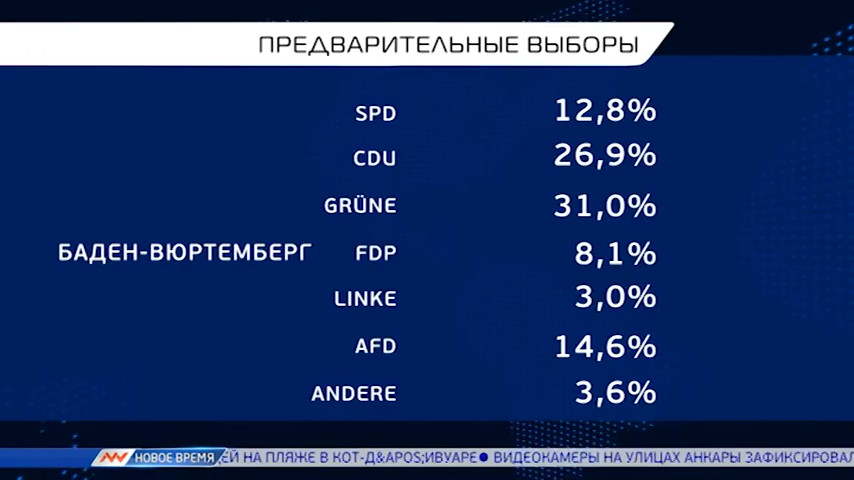 ПРЕДВАРИТЕЛЬНЫЕ ВЫБОРЫ
SPD 12,8%
CDU 26,9%
GRÜNE 31,0%
БАДЕН-ВЮРТЕМБЕРГ FDP 8,1%
LINKE 3,0%
AFD 14,6%
ANDERE 3,6%
НОВОЕ ВРЕМЯ ЕЙ НА ПЛЯЖЕ В КОТ-Д&APOS;ИВУАРЕ● ВИДЕОКАМЕРЫ НА УЛИЦАХ АНКАРЫ ЗАФИКСИРОВАЛ